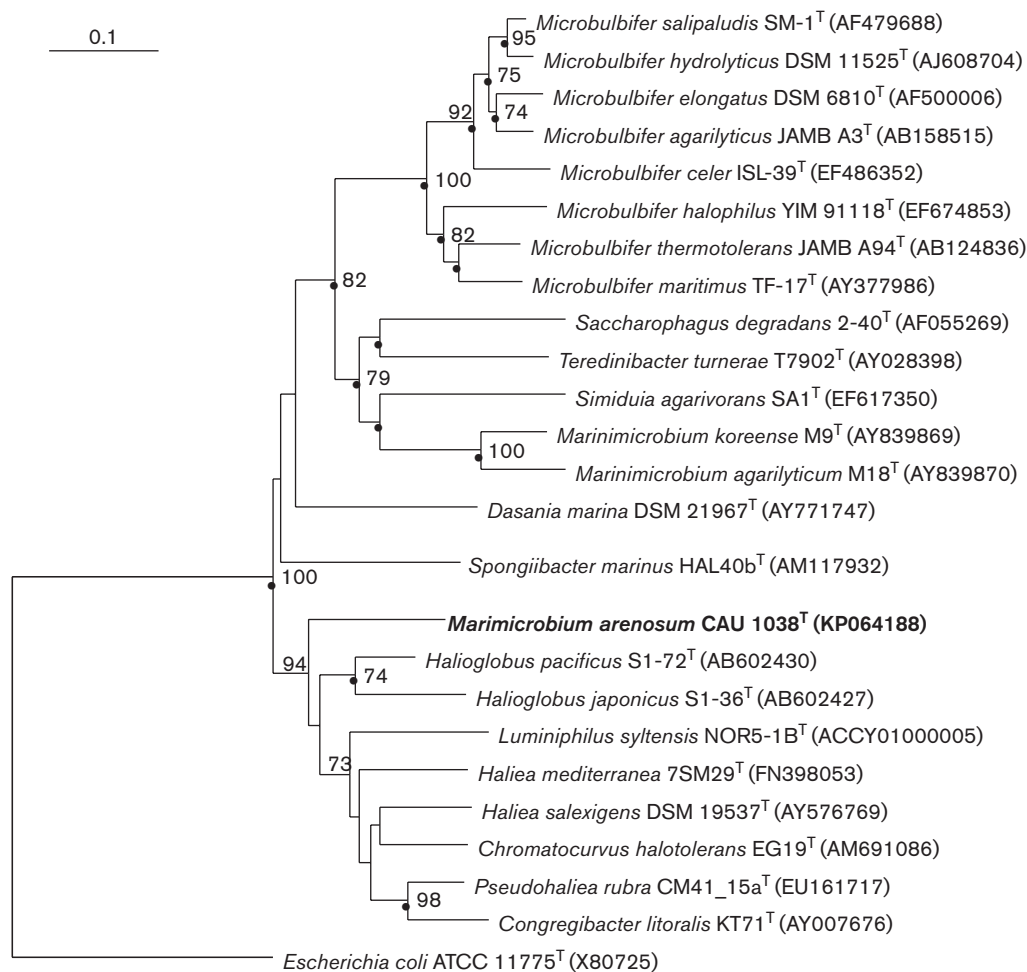 0.1
Microbulbifer salipaludis SM-1T (AF479688)
95
Microbulbifer hydrolyticus DSM 11525T (AJ608704)
75
Microbulbifer elongatus DSM 6810T (AF500006)
92
74
Microbulbifer agarilyticus JAMB A3T (AB158515)
Microbulbifer celer ISL-39T (EF486352)
100
Microbulbifer halophilus YIM 91118T (EF674853)
82
Microbulbifer thermotolerans JAMB A94T (AB124836)
82
Microbulbifer maritimus TF-17T (AY377986)
Saccharophagus degradans 2-40T (AF055269)
Teredinibacter turnerae T7902T (AY028398)
79
Simiduia agarivorans SA1T (EF617350)
Marinimicrobium koreense M9T (AY839869)
100
Marinimicrobium agarilyticum M18T (AY839870)
Dasania marina DSM 21967T (AY771747)
Spongiibacter marinus HAL40bT (AM117932)
100
Marimicrobium arenosum CAU 1038T (KP064188)
94
Halioglobus pacificus S1-72T (AB602430)
74
Halioglobus japonicus S1-36T (AB602427)
Luminiphilus syltensis NOR5-1BT (ACCY01000005)
73
Haliea mediterranea 7SM29T (FN398053)
Haliea salexigens DSM 19537T (AY576769)
Chromatocurvus halotolerans EG19T (AM691086)
Pseudohaliea rubra CM41_15aT (EU161717)
98
Congregibacter litoralis KT71T (AY007676)
Escherichia coli ATCC 11775T (X80725)